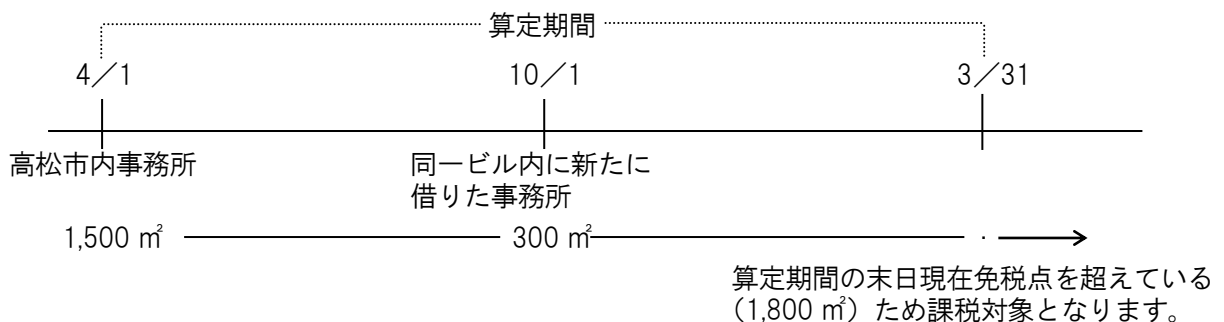 算定期間
4／1 10／1 3／31
高松市内事務所 同一ビル内に新たに
借りた事務所
1,500 ㎡ 300 ㎡
算定期間の末日現在免税点を超えている
（1,800 ㎡）ため課税対象となります。